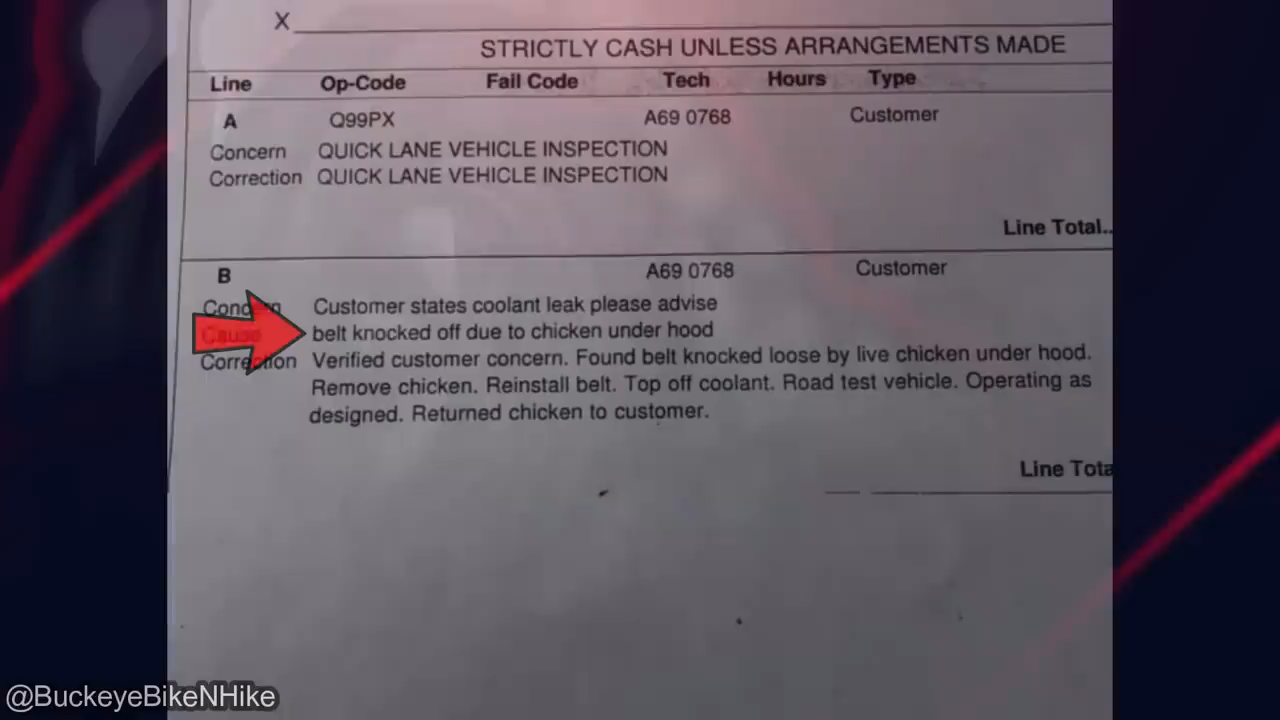 X
STRICTLY CASH UNLESS ARRANGEMENTS MADE
Line Op-Code Fail Code Tech Hours Type
A Q99PX A69 0768 Customer
Concern QUICK LANE VEHICLE INSPECTION
Correction QUICK LANE VEHICLE INSPECTION
Line Total..
B A69 0768 Customer
Concern Customer states coolant leak please advise
Cause belt knocked off due to chicken under hood
Correction Verified customer concern. Found belt knocked loose by live chicken under hood.
Remove chicken. Reinstall belt. Top off coolant. Road test vehicle. Operating as
designed. Returned chicken to customer.
Line Tota
@BuckeyeBikeNHike